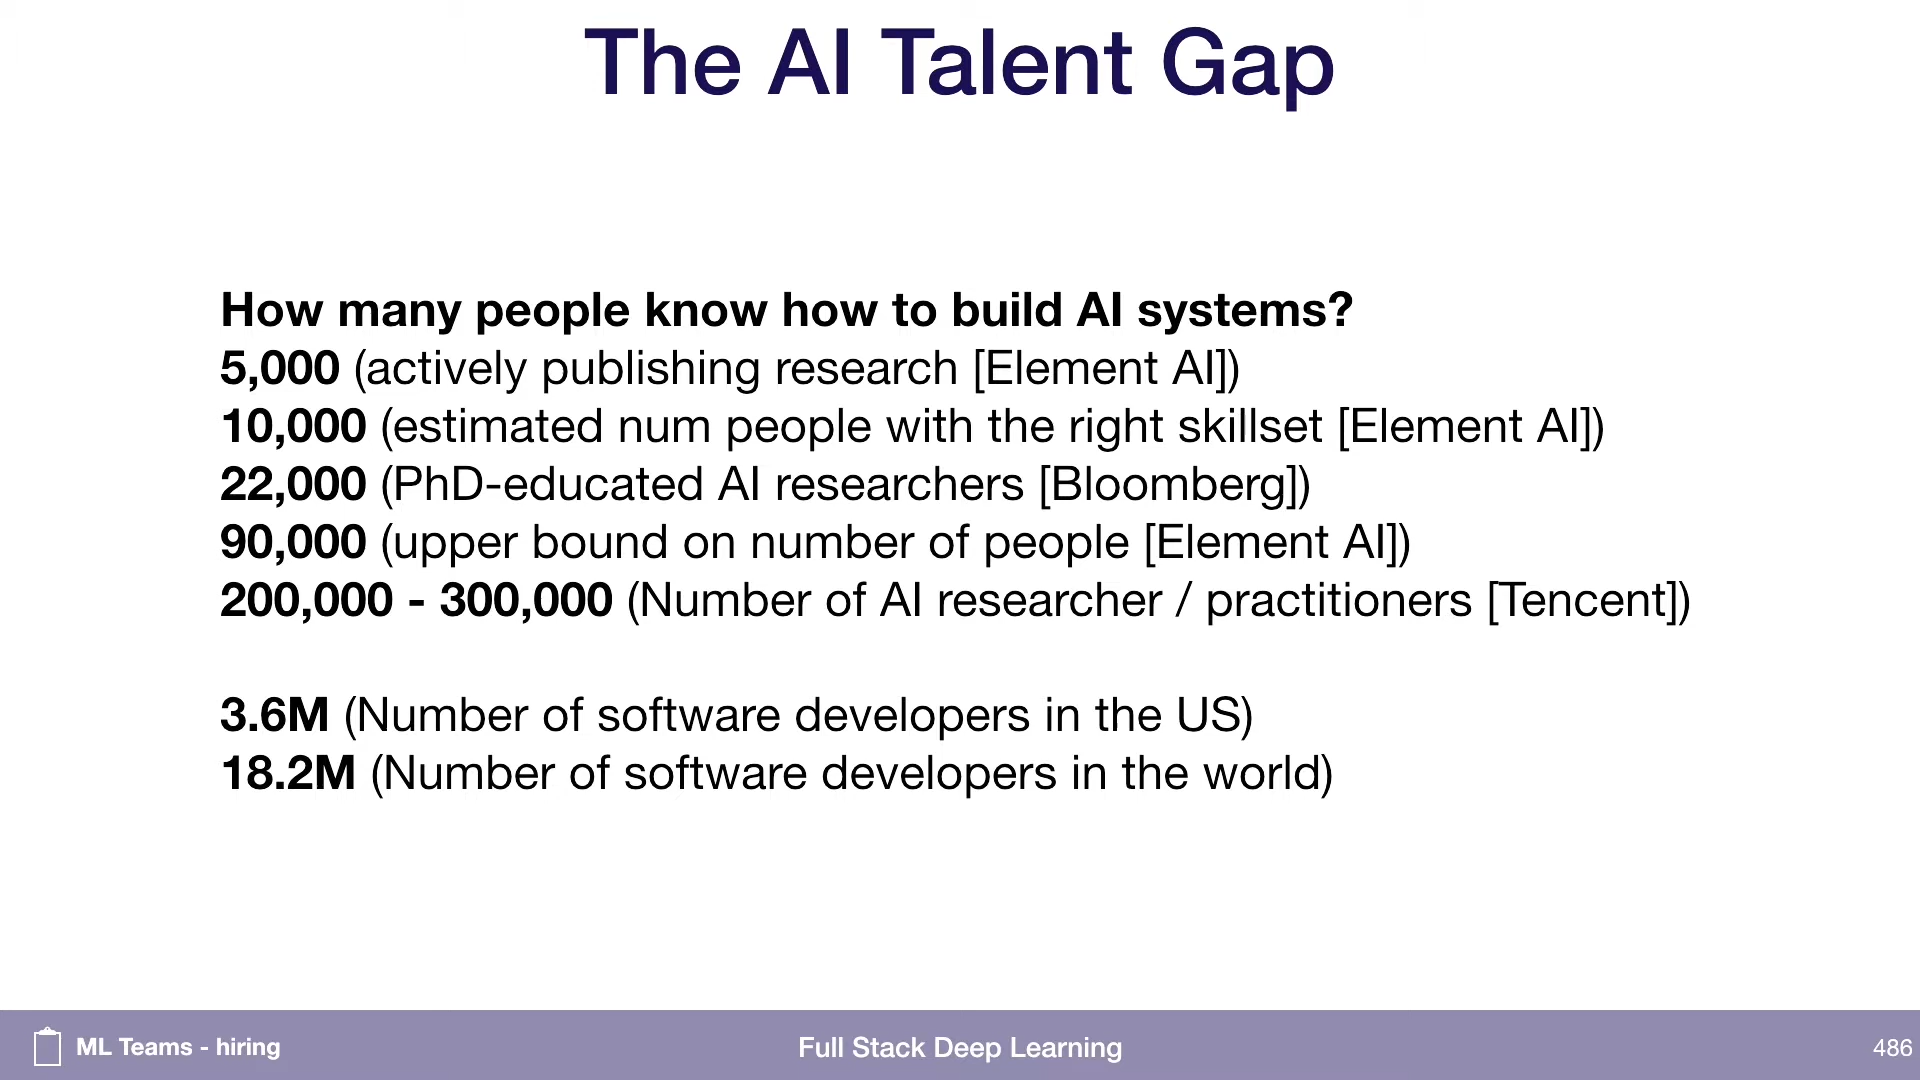 The AI Talent Gap
How many people know how to build AI systems?
5,000 (actively publishing research [Element AI])
10,000 (estimated num people with the right skillset [Element AI])
22,000 (PhD-educated AI researchers [Bloomberg])
90,000 (upper bound on number of people [Element AI])
200,000 - 300,000 (Number of AI researcher / practitioners [Tencent])
3.6M (Number of software developers in the US)
18.2M (Number of software developers in the world)
ML Teams - hiring
Full Stack Deep Learning
486